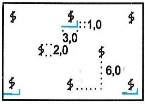 $ $ 1,0 $
3,0
$ 2,0 $
6,0
$ $ $